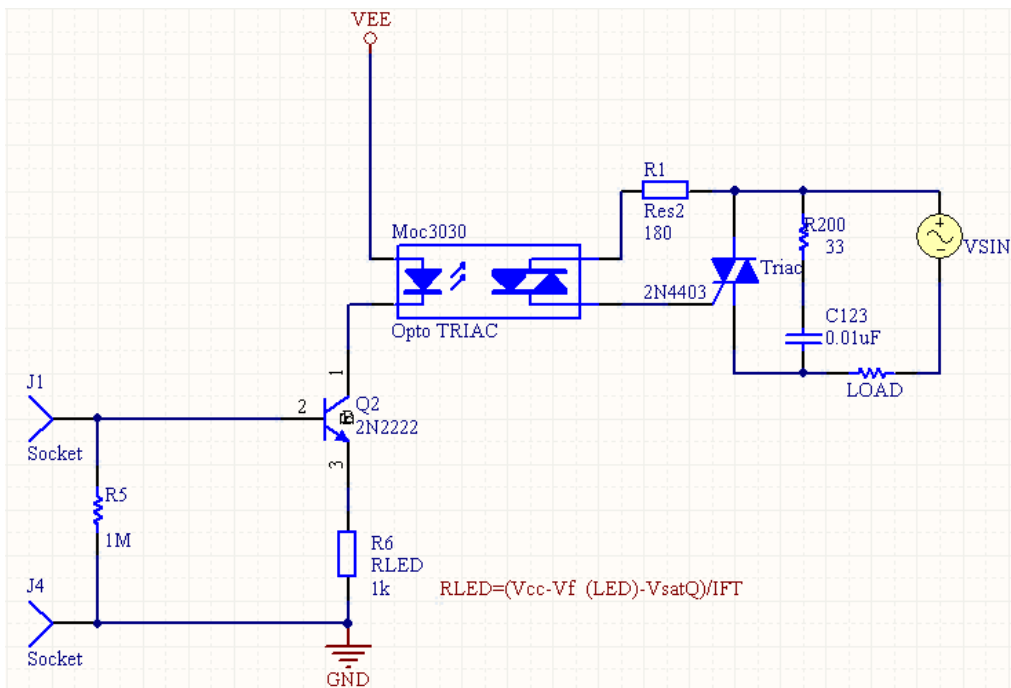 VEE
R1
Res2
180
Moc3030
R200
33
VSIN
Triac
2N4403
C123
0.01uF
Opto TRIAC
LOAD
J1
1
2
Q2
2N2222
Socket
3
R5
1M
R6
RLED
1k
RLED=(Vcc-Vf (LED)-VsatQ)/IFT
J4
Socket
GND